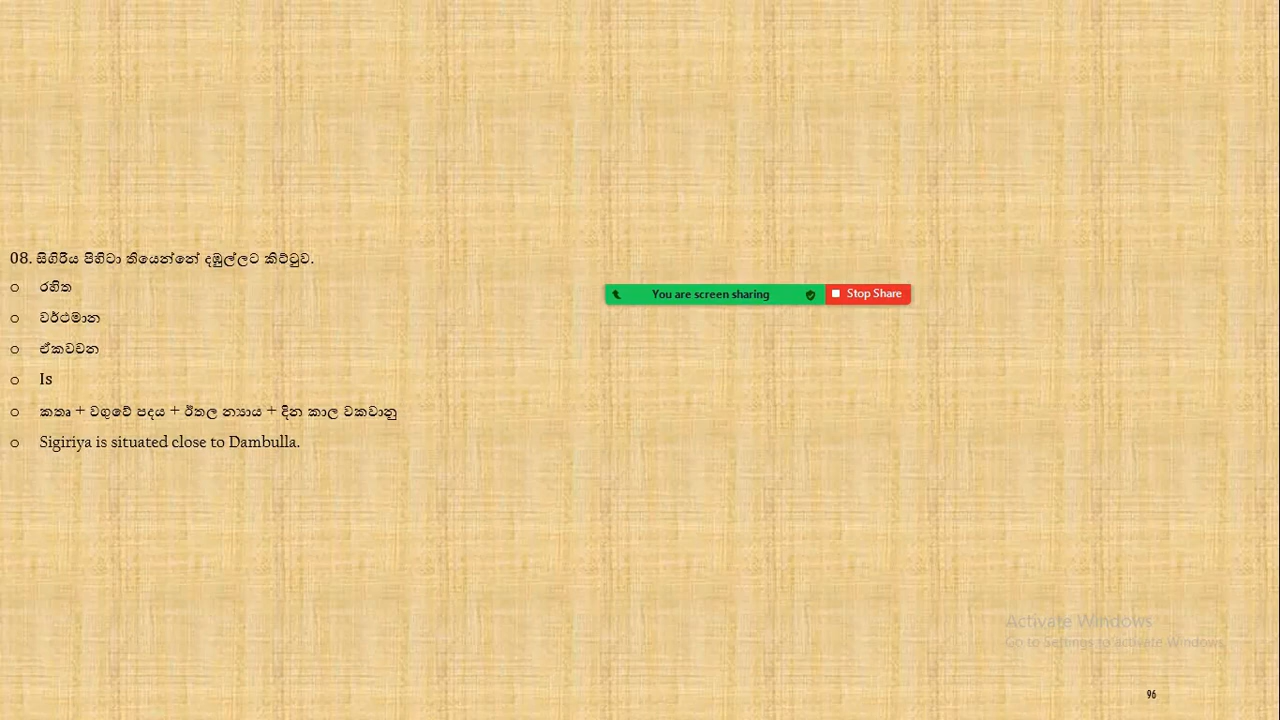 08. සිගිරිය පිහිටා තියෙන්නේ දඹුල්ලට කිට්ටුව.
○ රහිත
○ වර්ථමාන
○ ඒකවචන
○ Is
○ කතෘ + වගුවේ පදය + ඊතල න්‍යාය + දින කාල වකවානු
○ Sigiriya is situated close to Dambulla.
You are screen sharing
Stop Share
Activate Windows
Go to Settings to activate Windows.
96